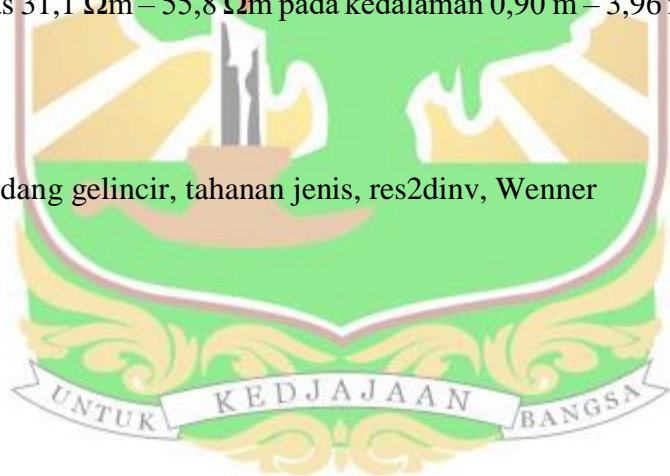 31,1 Ωm – 55,8 Ωm pada kedalaman 0,90 m – 3,96
gelincir, tahanan jenis, res2dinv, Wenner
UNTUK KEDJAJAAN BANGSA